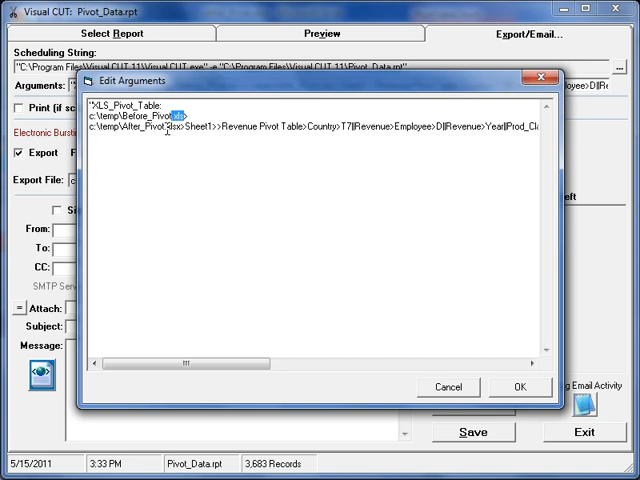 Visual CUT: Pivot_Data.rpt
Select Report
Preview
Export/Email...
Scheduling String:
"C:\Program Files\Visual CUT 11\Visual CUT.exe" -e "C:\Program Files\Visual CUT 11\Pivot_Data.rpt"
...
Arguments:
Edit Arguments
"XLS_Pivot_Table:
c:\temp\Before_Pivot.xls>
c:\temp\After_Pivot.xlsx>Sheet1>>Revenue Pivot Table>Country>T7||Revenue>Employee>D||Revenue>Year||Prod_Cla
Print (if sc
Electronic Bursti
Export
Export File:
From:
To:
CC:
SMTP Serv
=
Attach:
Subject:
Message:
Cancel
OK
Email Activity
Save
Exit
5/15/2011
3:33 PM
Pivot_Data.rpt
3,683 Records